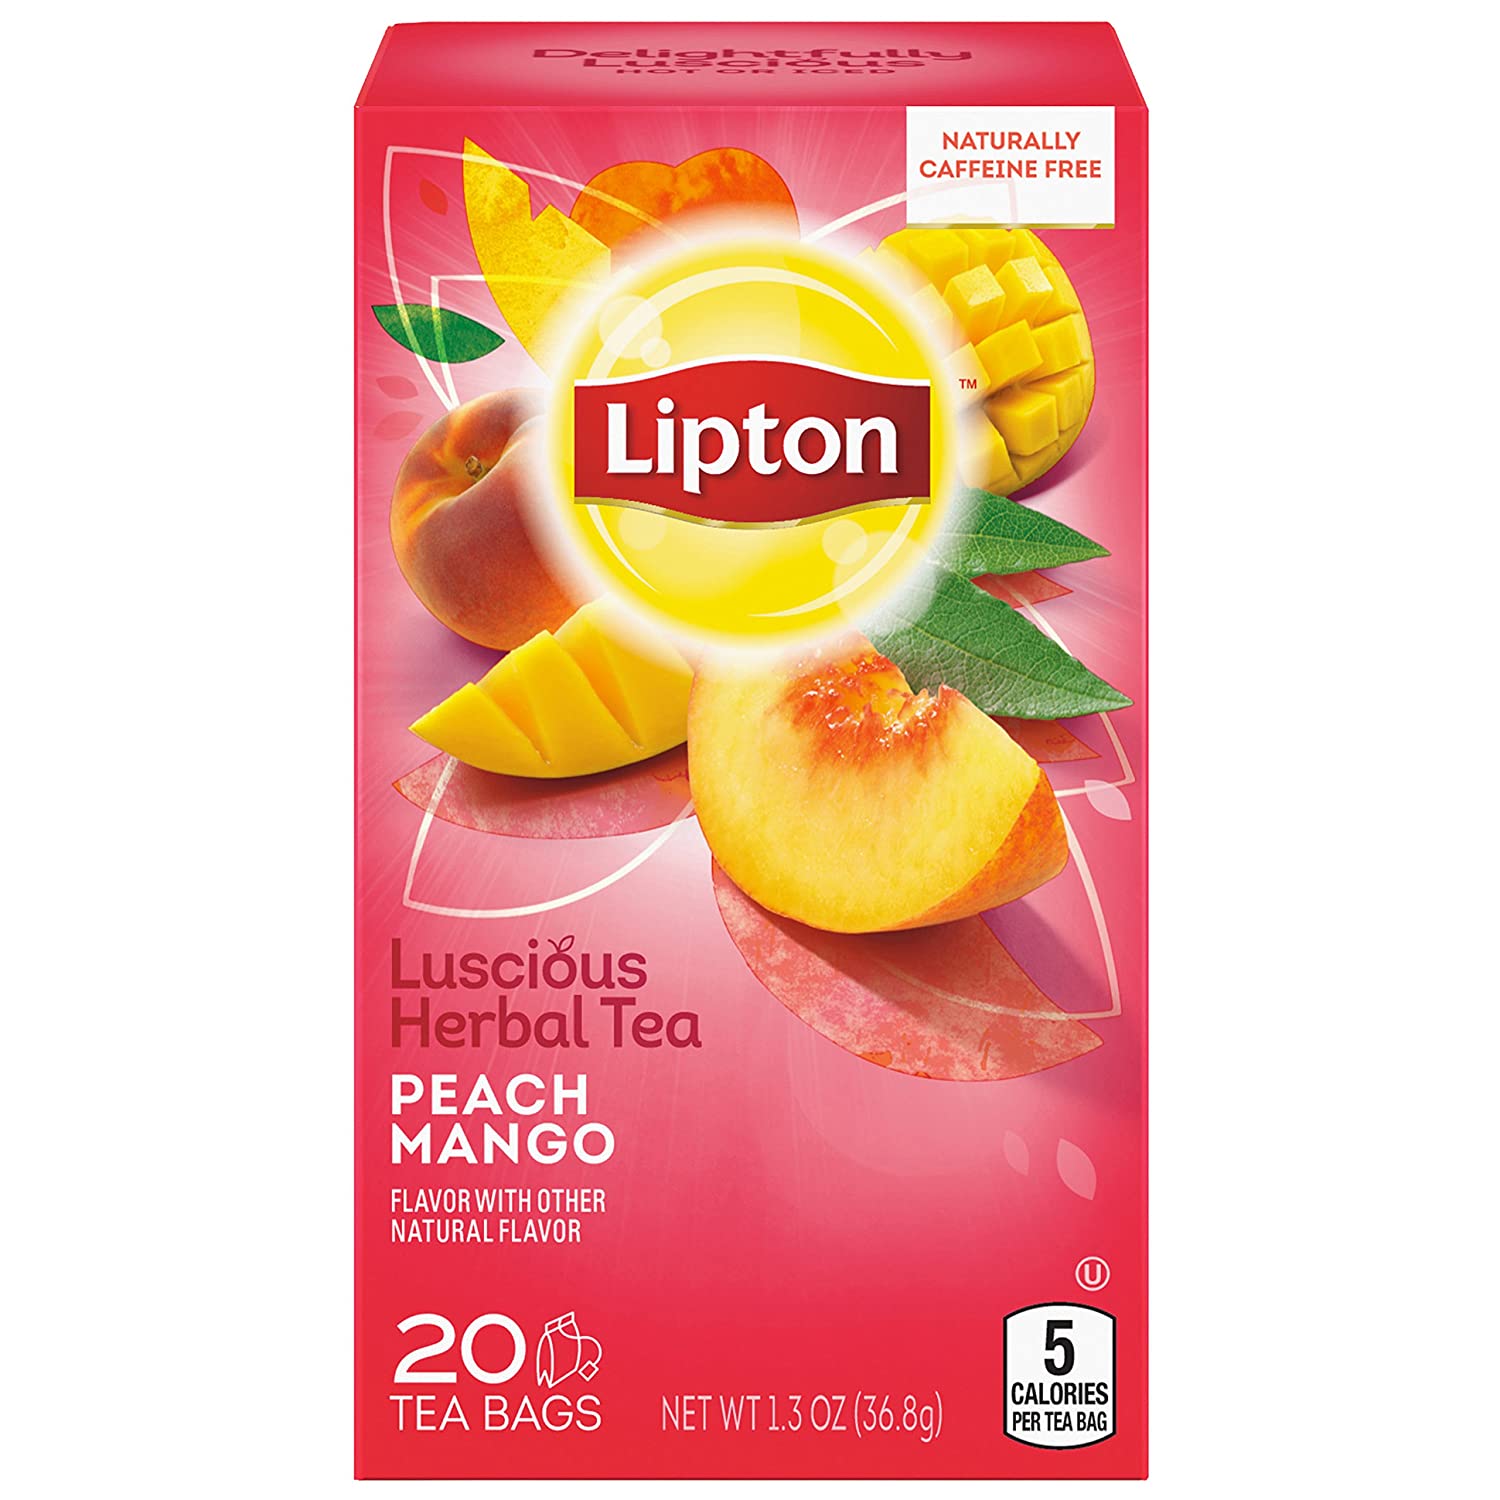 Delightfully
Luscious
HOT OR ICED
NATURALLY
CAFFEINE FREE
Lipton
™
Luscious
Herbal Tea
PEACH
MANGO
FLAVOR WITH OTHER
NATURAL FLAVOR
U
20
TEA BAGS
NET WT 1.3 OZ (36.8g)
5
CALORIES
PER TEA BAG